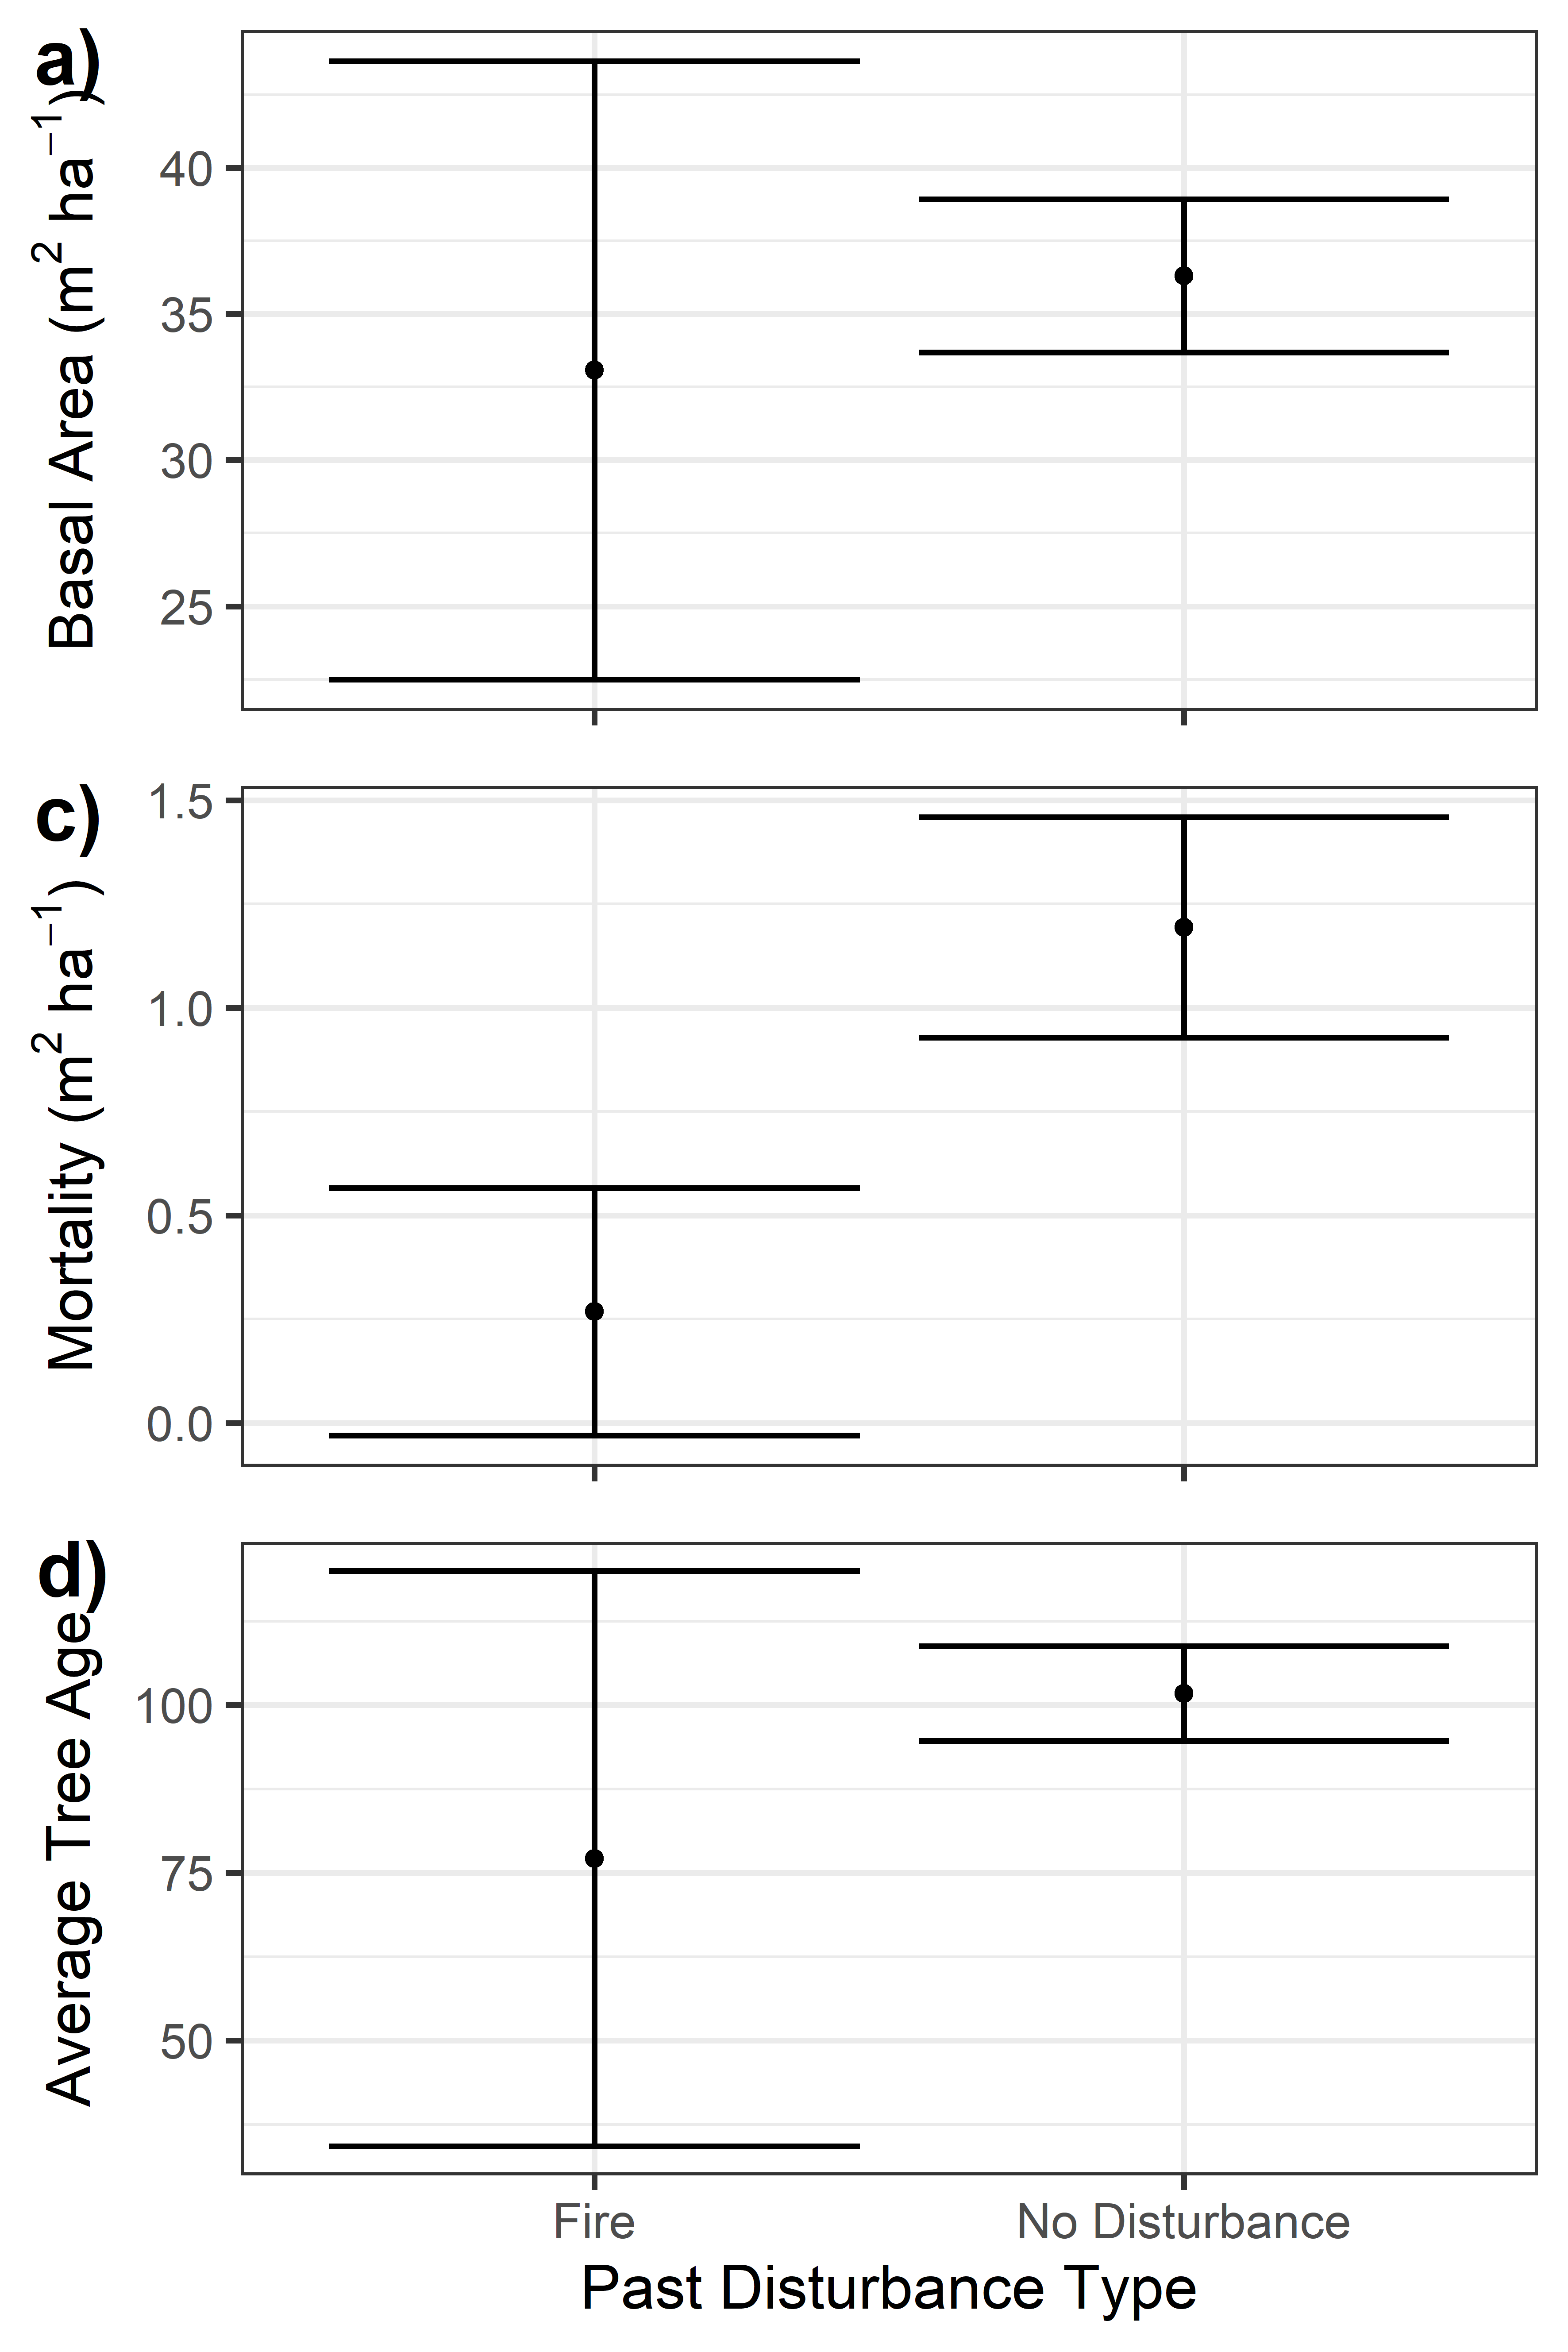 a)
Basal Area (m² ha⁻¹)
40
35
30
25
c)
Mortality (m² ha⁻¹)
1.5
1.0
0.5
0.0
d)
Average Tree Age
100
75
50
Fire
No Disturbance
Past Disturbance Type